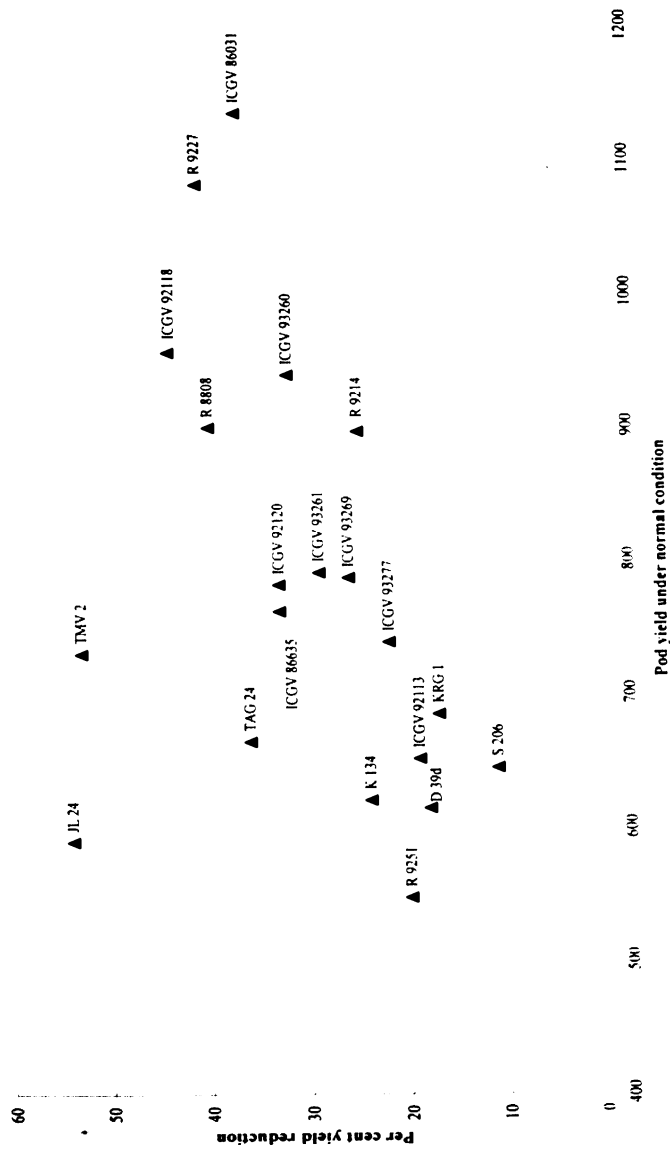 60
50
40
30
20
10
0
Per cent yield reduction
JL 24
TMV 2
ICGV 92118
R 9227
ICGV 86031
R 8808
TAG 24
ICGV 86635
ICGV 92120
ICGV 93260
ICGV 93261
ICGV 93269
R 9214
K 134
ICGV 93277
R 9251
D 39d
ICGV 92113
KRG 1
S 206
400
500
600
700
800
900
1000
1100
1200
Pod yield under normal condition